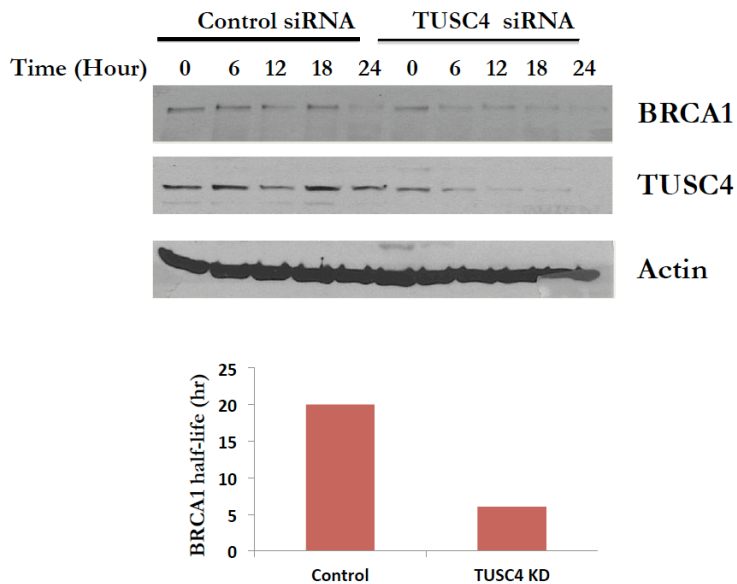 Control siRNA TUSC4 siRNA
Time (Hour) 0 6 12 18 24 0 6 12 18 24
BRCA1
TUSC4
Actin
BRCA1 half-life (hr)
25
20
15
10
5
0
Control TUSC4 KD